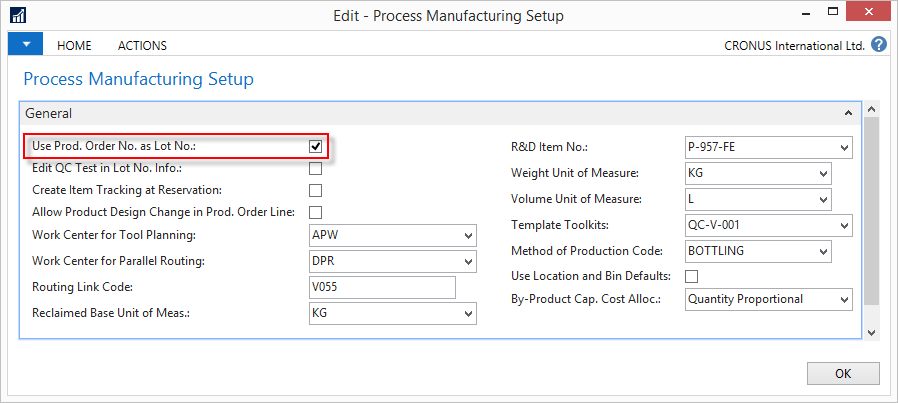 Edit - Process Manufacturing Setup
HOME ACTIONS CRONUS International Ltd. ?
Process Manufacturing Setup
General
Use Prod. Order No. as Lot No.:
Edit QC Test in Lot No. Info.:
Create Item Tracking at Reservation:
Allow Product Design Change in Prod. Order Line:
Work Center for Tool Planning: APW
Work Center for Parallel Routing: DPR
Routing Link Code: V055
Reclaimed Base Unit of Meas.: KG
R&D Item No.: P-957-FE
Weight Unit of Measure: KG
Volume Unit of Measure: L
Template Toolkits: QC-V-001
Method of Production Code: BOTTLING
Use Location and Bin Defaults:
By-Product Cap. Cost Alloc.: Quantity Proportional
OK